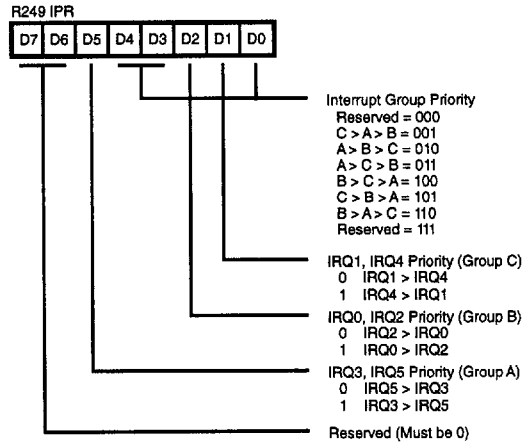 R249 IPR
D7 D6 D5 D4 D3 D2 D1 D0
Interrupt Group Priority
Reserved = 000
C > A > B = 001
A > B > C = 010
A > C > B = 011
B > C > A = 100
C > B > A = 101
B > A > C = 110
Reserved = 111
IRQ1, IRQ4 Priority (Group C)
0 IRQ1 > IRQ4
1 IRQ4 > IRQ1
IRQ0, IRQ2 Priority (Group B)
0 IRQ2 > IRQ0
1 IRQ0 > IRQ2
IRQ3, IRQ5 Priority (Group A)
0 IRQ5 > IRQ3
1 IRQ3 > IRQ5
Reserved (Must be 0)